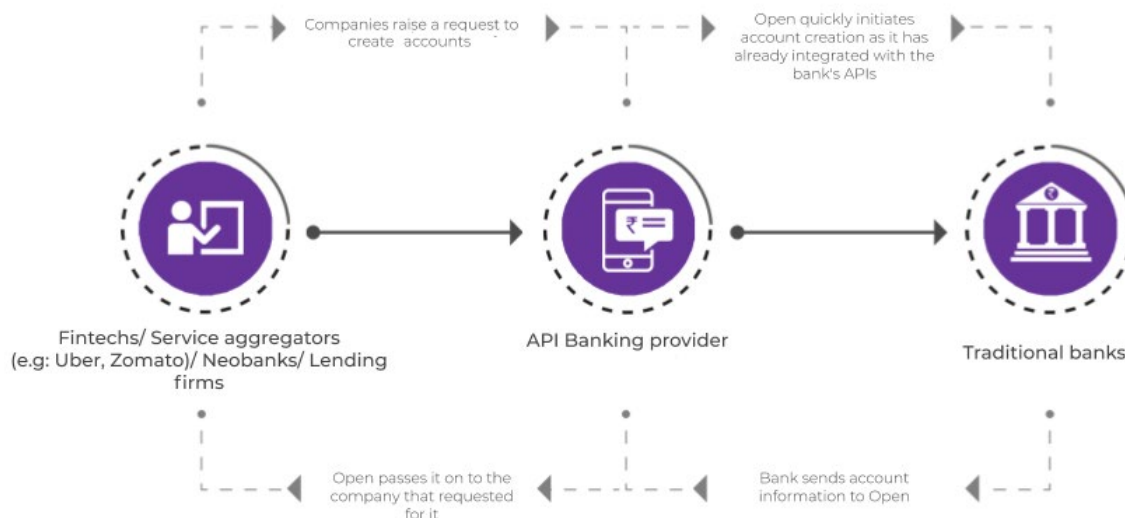 Companies raise a request to
create accounts
Open quickly initiates
account creation as it has
already integrated with the
bank's APIs
₹
₹
Fintechs/ Service aggregators
(e.g: Uber, Zomato)/ Neobanks/ Lending
firms
API Banking provider
Traditional banks
Open passes it on to the
company that requested
for it
Bank sends account
information to Open